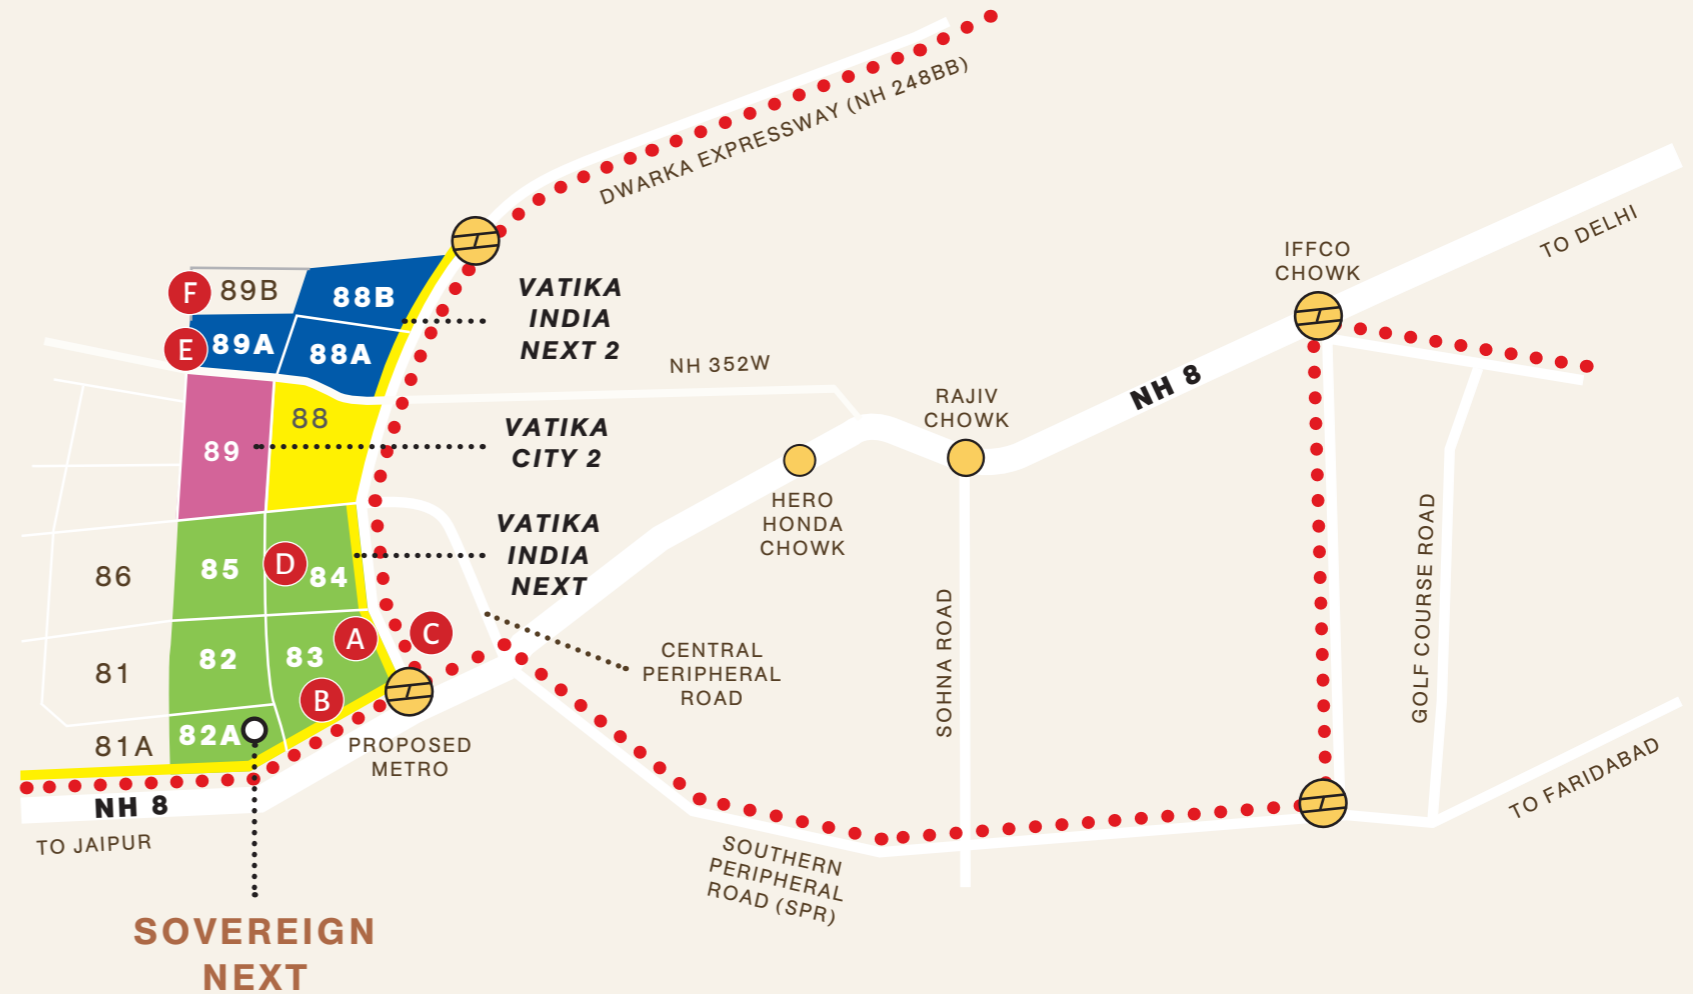 DWARKA EXPRESSWAY (NH 248BB)
TO DELHI
IFFCO
CHOWK
F
89B
88B
E
89A
88A
VATIKA
INDIA
NEXT 2
NH 352W
NH 8
RAJIV
CHOWK
88
89
VATIKA
CITY 2
HERO
HONDA
CHOWK
VATIKA
INDIA
NEXT
86
85
D
84
A
C
81
82
83
B
CENTRAL
PERIPHERAL
ROAD
SOHNA ROAD
GOLF COURSE ROAD
81A
82A
PROPOSED
METRO
NH 8
TO JAIPUR
TO FARIDABAD
SOUTHERN
PERIPHERAL
ROAD (SPR)
SOVEREIGN
NEXT